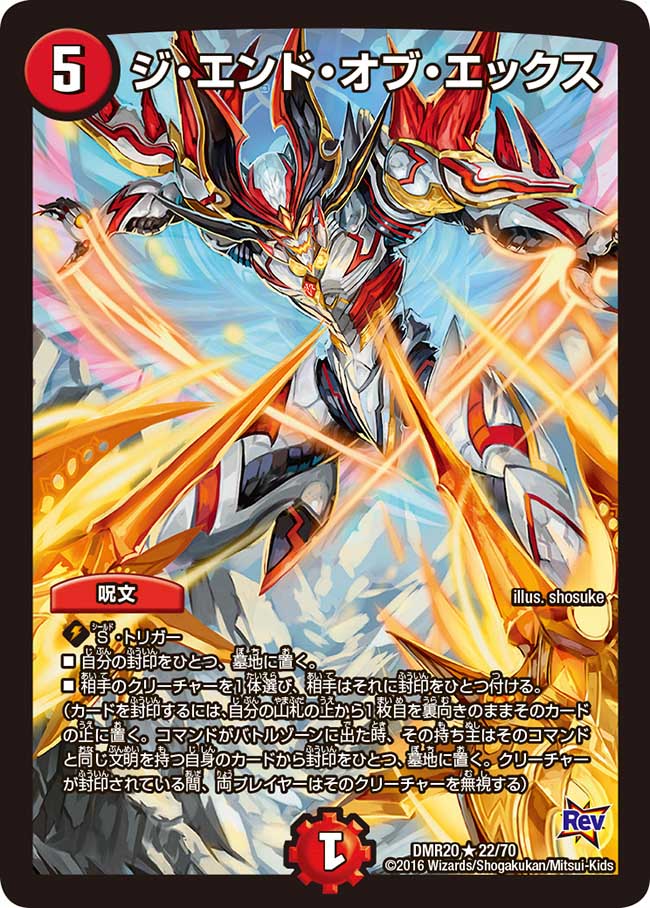 5
ジ・エンド・オブ・エックス
呪文
illus. shosuke
S・トリガー
■ 自分の封印をひとつ、墓地に置く。
■ 相手のクリーチャーを1体選び、相手はそれに封印をひとつ付ける。
(カードを封印するには、自分の山札の上から1枚目を裏向きのままそのカード
の上に置く。コマンドがバトルゾーンに出た時、その持ち主はそのコマンド
と同じ文明を持つ自身のカードから封印をひとつ、墓地に置く。クリーチャー
が封印されている間、両プレイヤーはそのクリーチャーを無視する)
Rev
1
DMR20★22/70
©2016 Wizards/Shogakukan/Mitsui-Kids